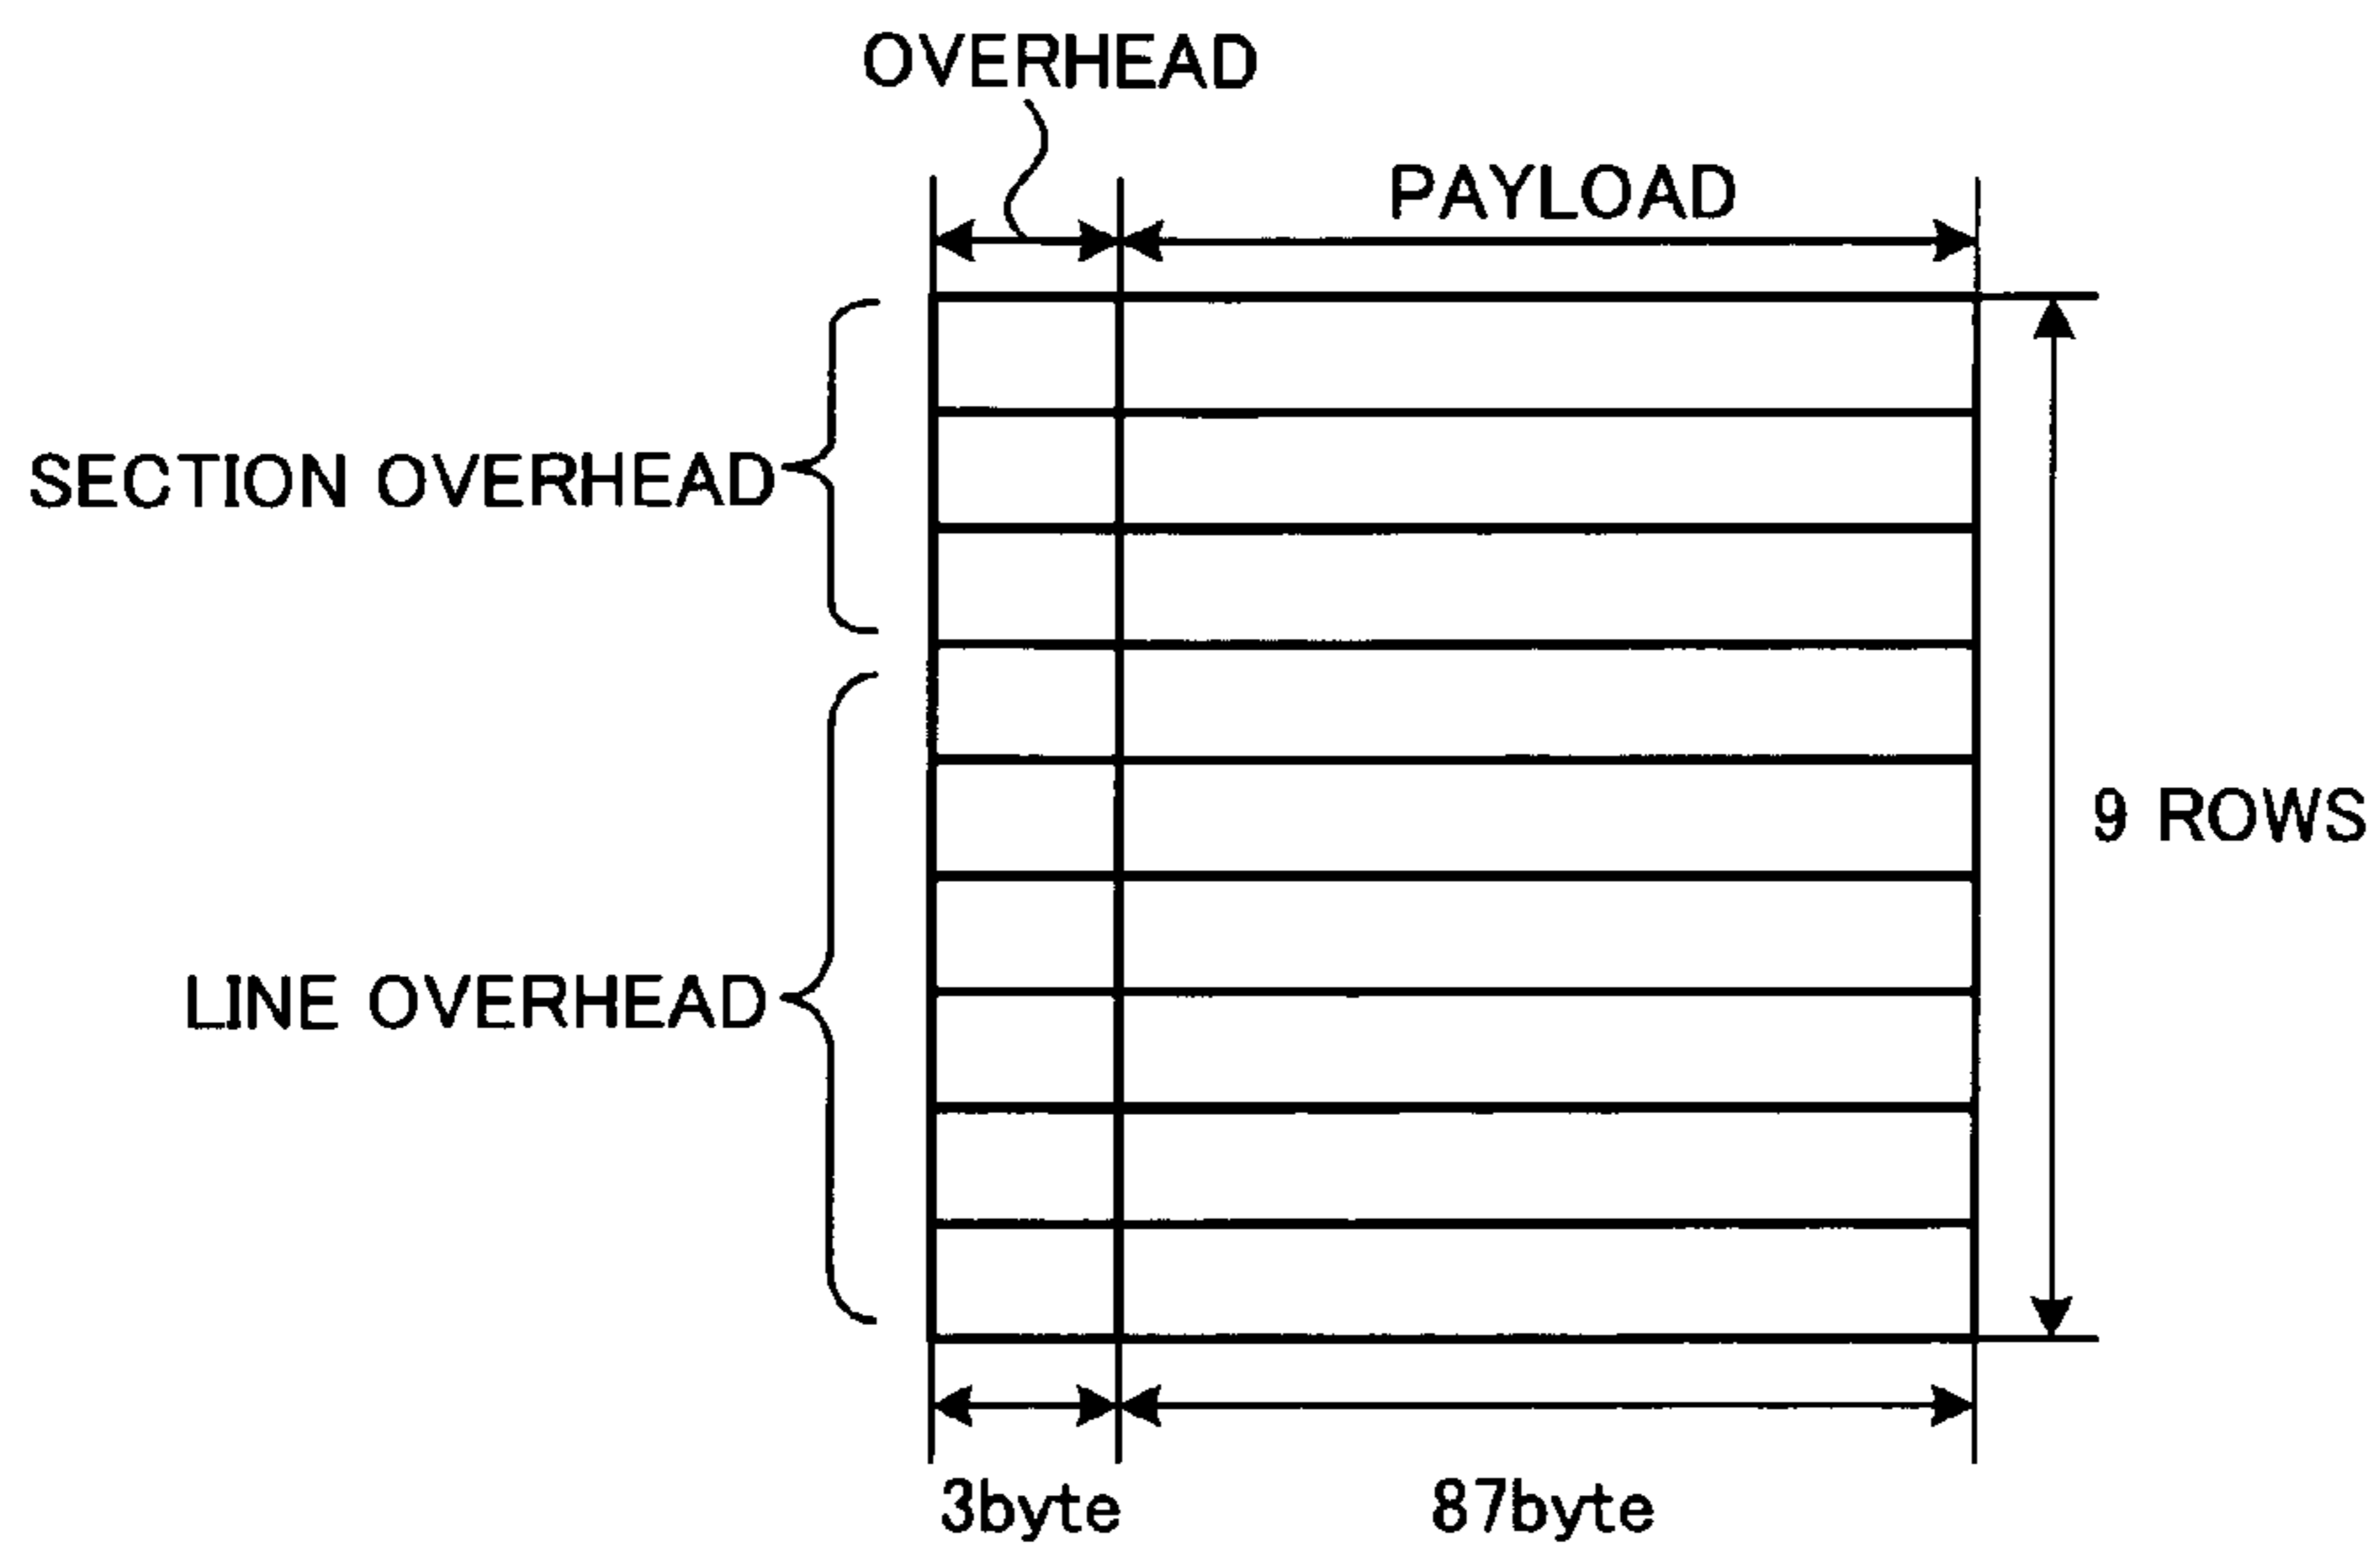 OVERHEAD
PAYLOAD
SECTION OVERHEAD
LINE OVERHEAD
9 ROWS
3byte
87byte